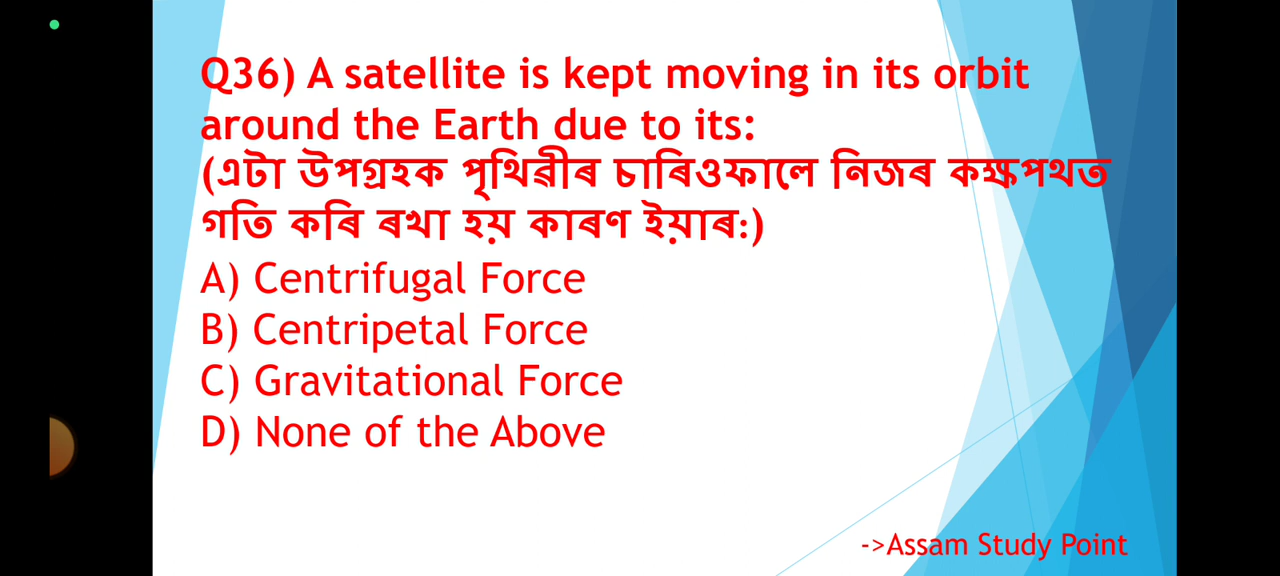 Q36) A satellite is kept moving in its orbit
around the Earth due to its:
(এটা উপগ্ৰহক পৃথিৱীৰ চাৰিওফালে নিজৰ কক্ষপথত
গতি কৰি ৰখা হয় কাৰণ ইয়াৰ:)
A) Centrifugal Force
B) Centripetal Force
C) Gravitational Force
D) None of the Above
->Assam Study Point